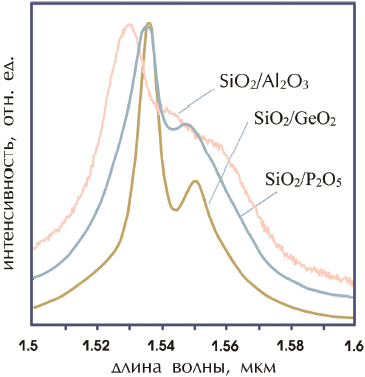 интенсивность, отн. ед.
SiO₂/Al₂O₃
SiO₂/GeO₂
SiO₂/P₂O₅
1.5 1.52 1.54 1.56 1.58 1.6
длина волны, мкм